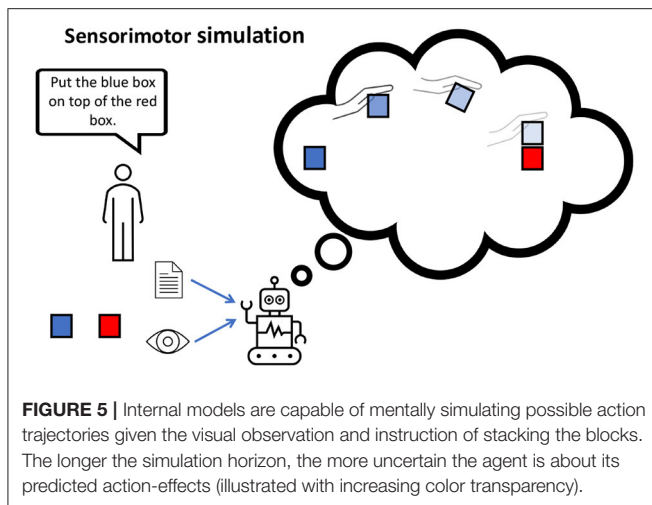 Sensorimotor simulation
Put the blue box
on top of the red
box.
FIGURE 5 | Internal models are capable of mentally simulating possible action
trajectories given the visual observation and instruction of stacking the blocks.
The longer the simulation horizon, the more uncertain the agent is about its
predicted action-effects (illustrated with increasing color transparency).